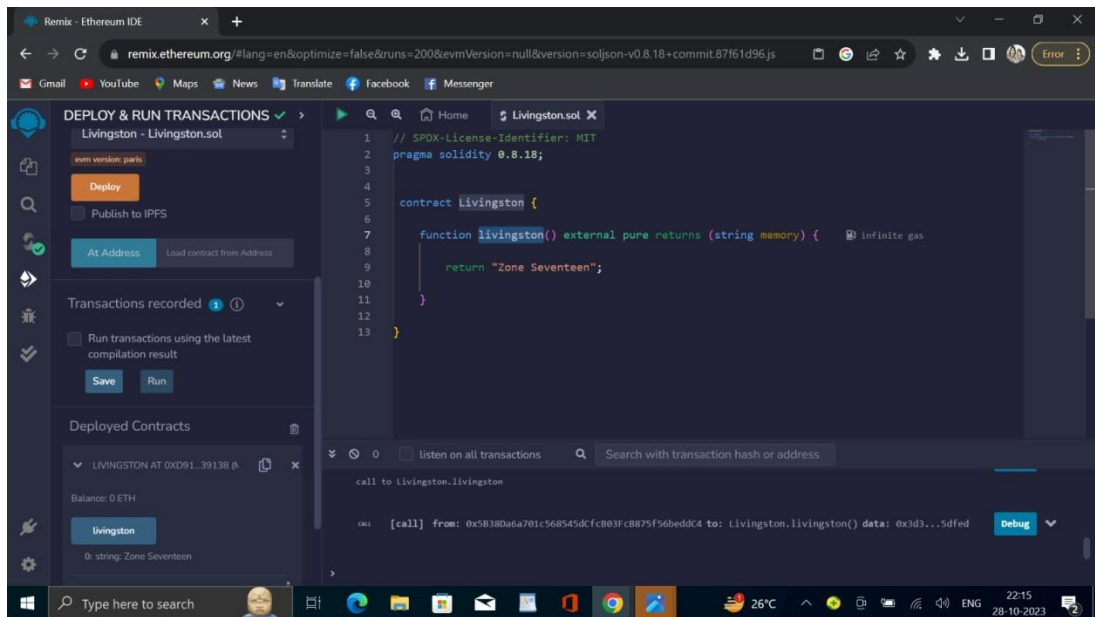 Remix - Ethereum IDE
remix.ethereum.org/#lang=en&optimize=false&runs=200&evmVersion=null&version=soljson-v0.8.18+commit.87f61d96.js
Error
Gmail YouTube Maps News Translate Facebook Messenger
DEPLOY & RUN TRANSACTIONS
Livingston - Livingston.sol
evm version: paris
Deploy
Publish to IPFS
At Address Load contract from Address
Transactions recorded 1 i
Run transactions using the latest
compilation result
Save Run
Deployed Contracts
LIVINGSTON AT 0XD91...39138 (M
Balance: 0 ETH
livingston
0: string: Zone Seventeen
Home Livingston.sol
1 // SPDX-License-Identifier: MIT
2 pragma solidity 0.8.18;
3
4
5 contract Livingston {
6
7 function livingston() external pure returns (string memory) { infinite gas
8
9 return "Zone Seventeen";
10
11 }
12
13 }
0 listen on all transactions Search with transaction hash or address
call to Livingston.livingston
CALL [call] from: 0x5B38Da6a701c568545dCfcB03FcB875f56beddC4 to: Livingston.livingston() data: 0x3d3...5dfed Debug
>
Type here to search
26°C
ENG
22:15
28-10-2023
2